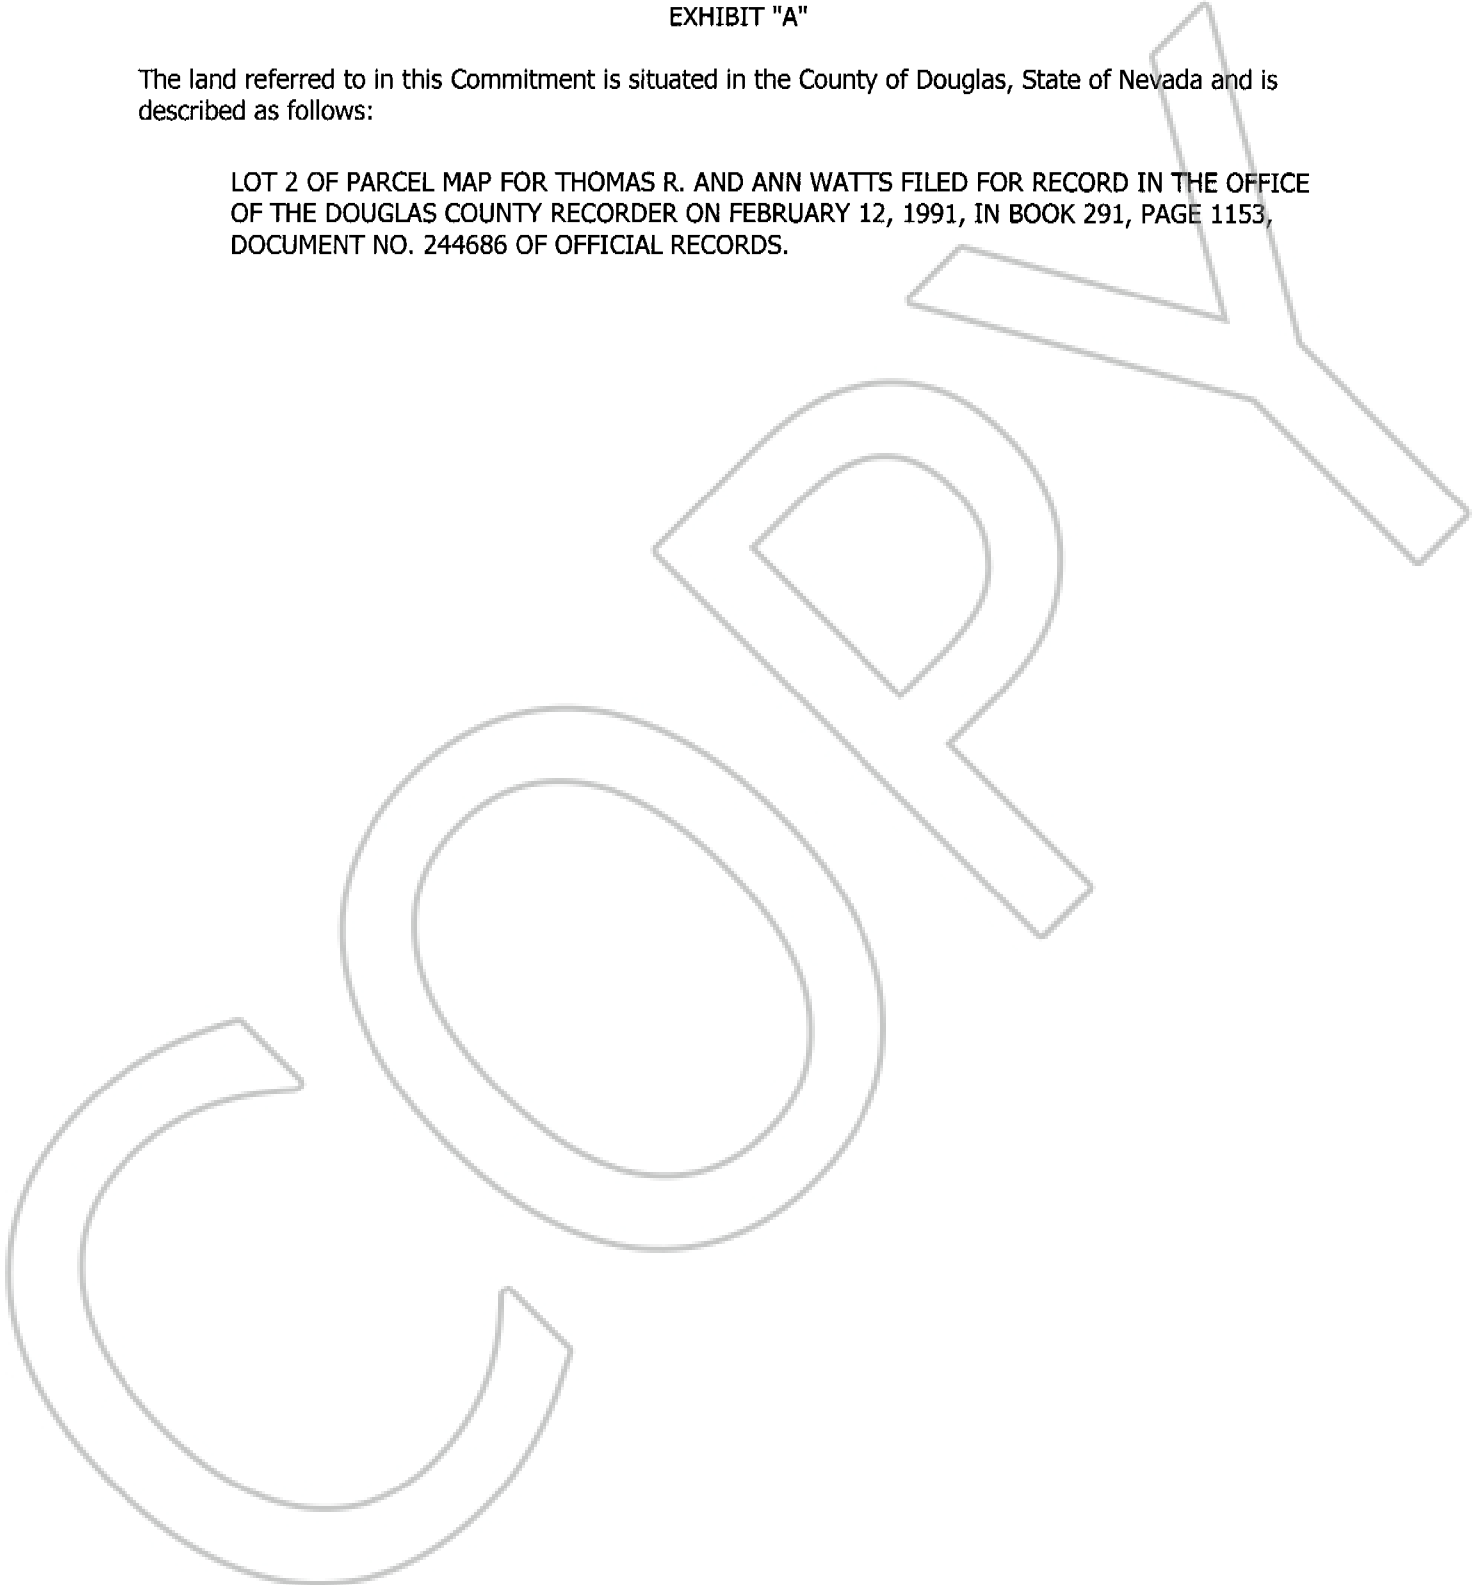 EXHIBIT "A"
The land referred to in this Commitment is situated in the County of Douglas, State of Nevada and is
described as follows:
LOT 2 OF PARCEL MAP FOR THOMAS R. AND ANN WATTS FILED FOR RECORD IN THE OFFICE
OF THE DOUGLAS COUNTY RECORDER ON FEBRUARY 12, 1991, IN BOOK 291, PAGE 1153,
DOCUMENT NO. 244686 OF OFFICIAL RECORDS.
COPY